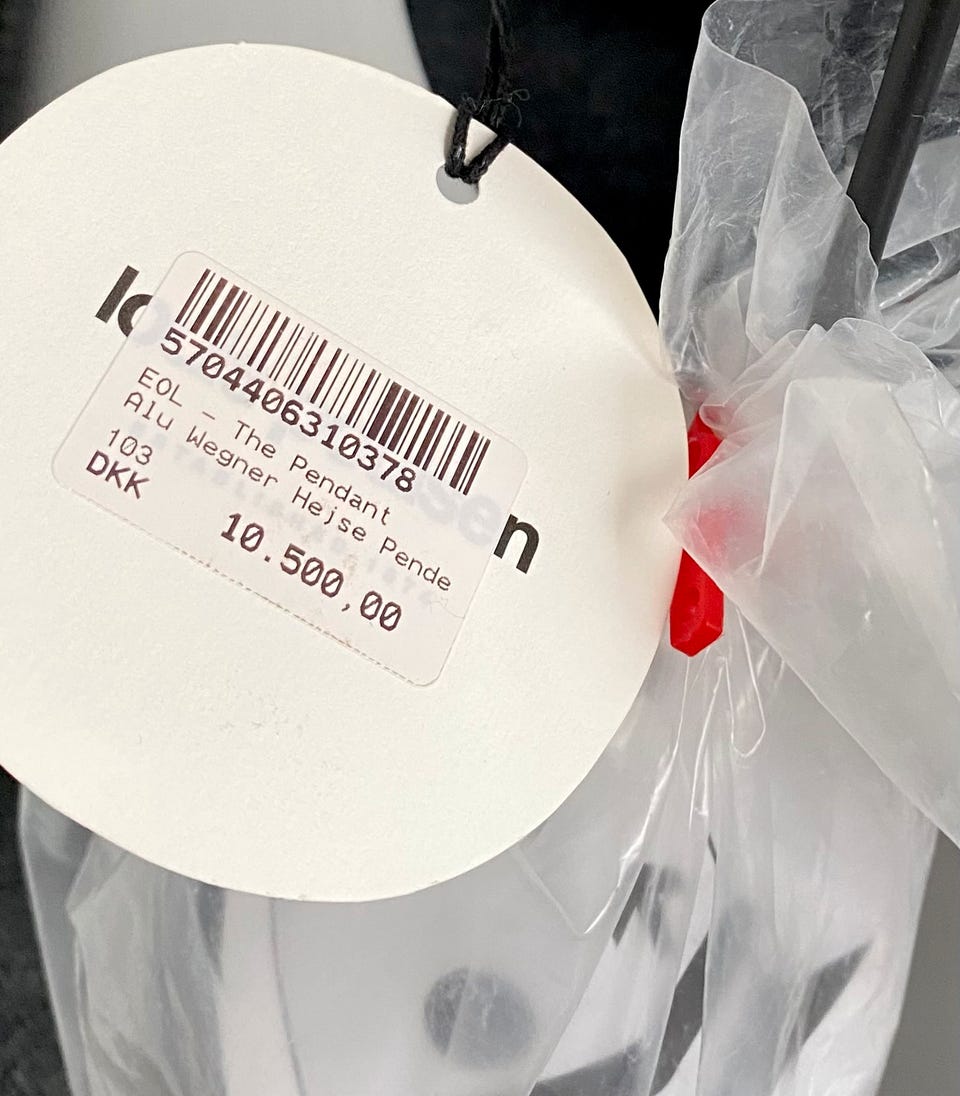 5704406310378
EOL - The Pendant
Alu Wegner Hejse Pende
103
DKK
10.500,00